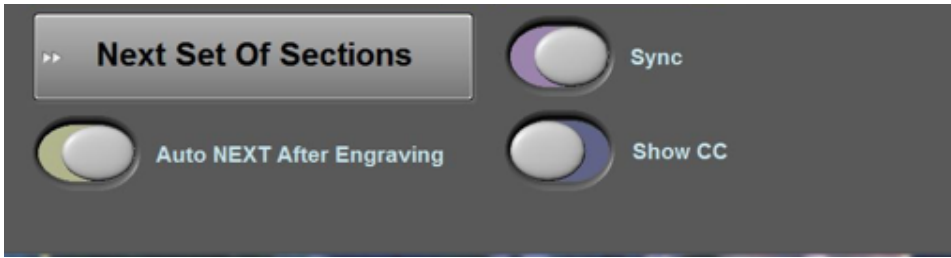 Next Set Of Sections
Sync
Auto NEXT After Engraving
Show CC